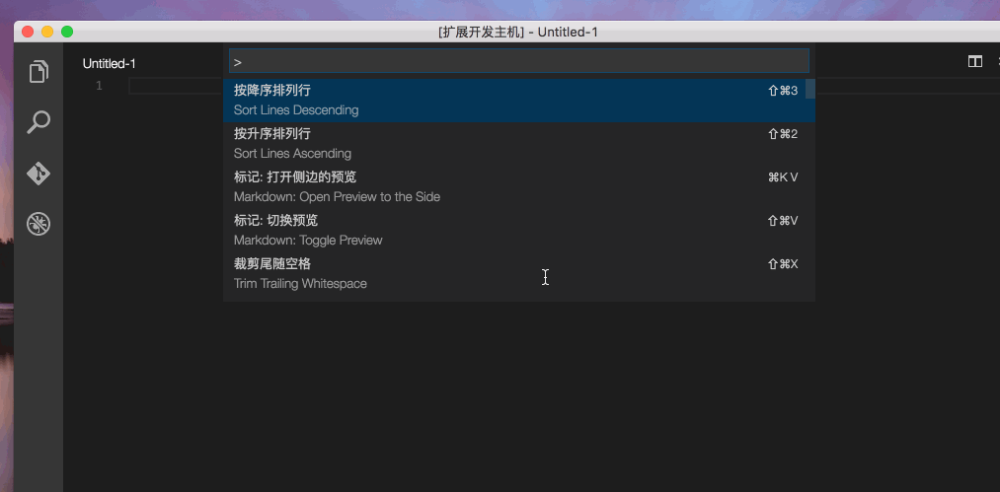 [扩展开发主机] - Untitled-1
Untitled-1
1
>
按降序排列行 ⇧⌘3
Sort Lines Descending
按升序排列行 ⇧⌘2
Sort Lines Ascending
标记: 打开侧边的预览 ⌘K V
Markdown: Open Preview to the Side
标记: 切换预览 ⇧⌘V
Markdown: Toggle Preview
裁剪尾随空格 ⇧⌘X
Trim Trailing Whitespace